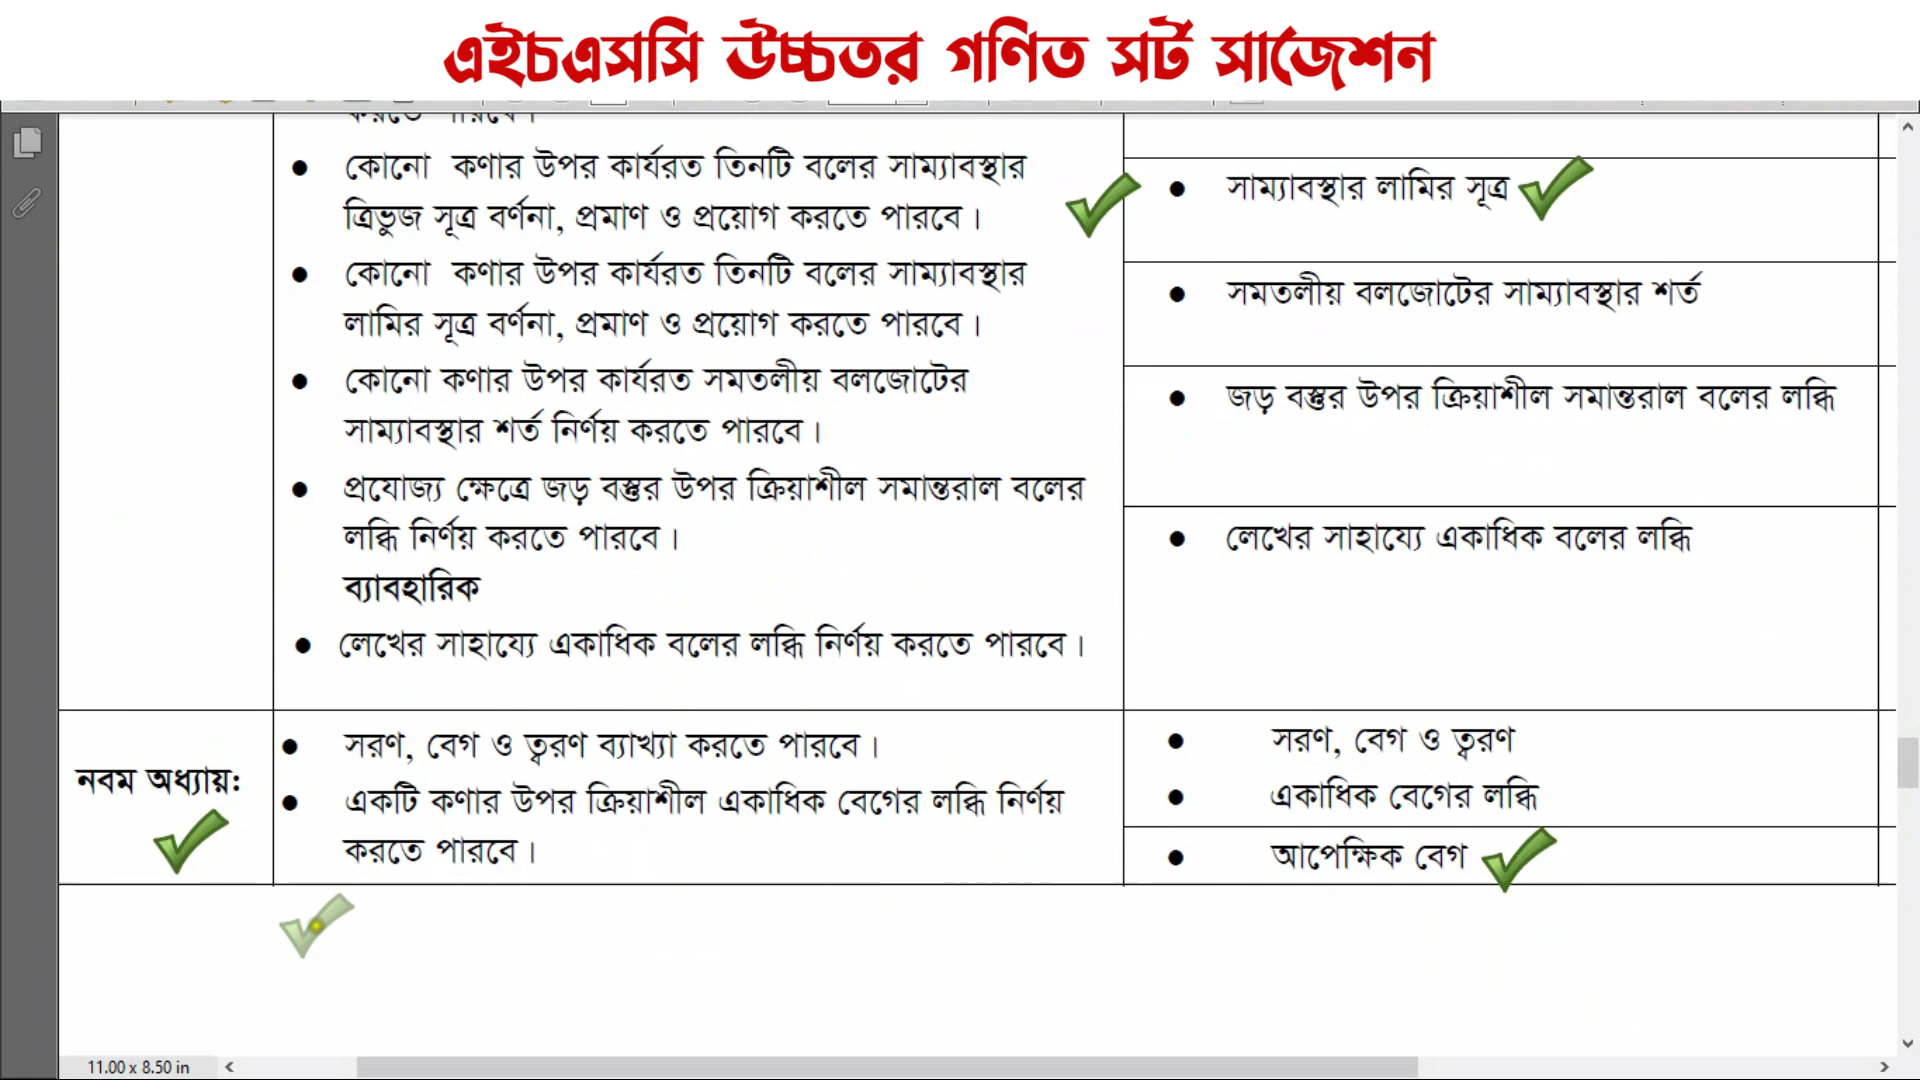 এইচএসসি উচ্চতর গণিত সর্ট সাজেশন
করতে পারবে।
● কোনো কণার উপর কার্যরত তিনটি বলের সাম্যাবস্থার
ত্রিভুজ সূত্র বর্ণনা, প্রমাণ ও প্রয়োগ করতে পারবে।
● কোনো কণার উপর কার্যরত তিনটি বলের সাম্যাবস্থার
লামির সূত্র বর্ণনা, প্রমাণ ও প্রয়োগ করতে পারবে।
● কোনো কণার উপর কার্যরত সমতলীয় বলজোটের
সাম্যাবস্থার শর্ত নির্ণয় করতে পারবে।
● প্রযোজ্য ক্ষেত্রে জড় বস্তুর উপর ক্রিয়াশীল সমান্তরাল বলের
লব্ধি নির্ণয় করতে পারবে।
ব্যাবহারিক
● লেখের সাহায্যে একাধিক বলের লব্ধি নির্ণয় করতে পারবে।
● সাম্যাবস্থার লামির সূত্র
● সমতলীয় বলজোটের সাম্যাবস্থার শর্ত
● জড় বস্তুর উপর ক্রিয়াশীল সমান্তরাল বলের লব্ধি
● লেখের সাহায্যে একাধিক বলের লব্ধি
নবম অধ্যায়:
● সরণ, বেগ ও ত্বরণ ব্যাখ্যা করতে পারবে।
● একটি কণার উপর ক্রিয়াশীল একাধিক বেগের লব্ধি নির্ণয়
করতে পারবে।
● সরণ, বেগ ও ত্বরণ
● একাধিক বেগের লব্ধি
● আপেক্ষিক বেগ
11.00 x 8.50 in